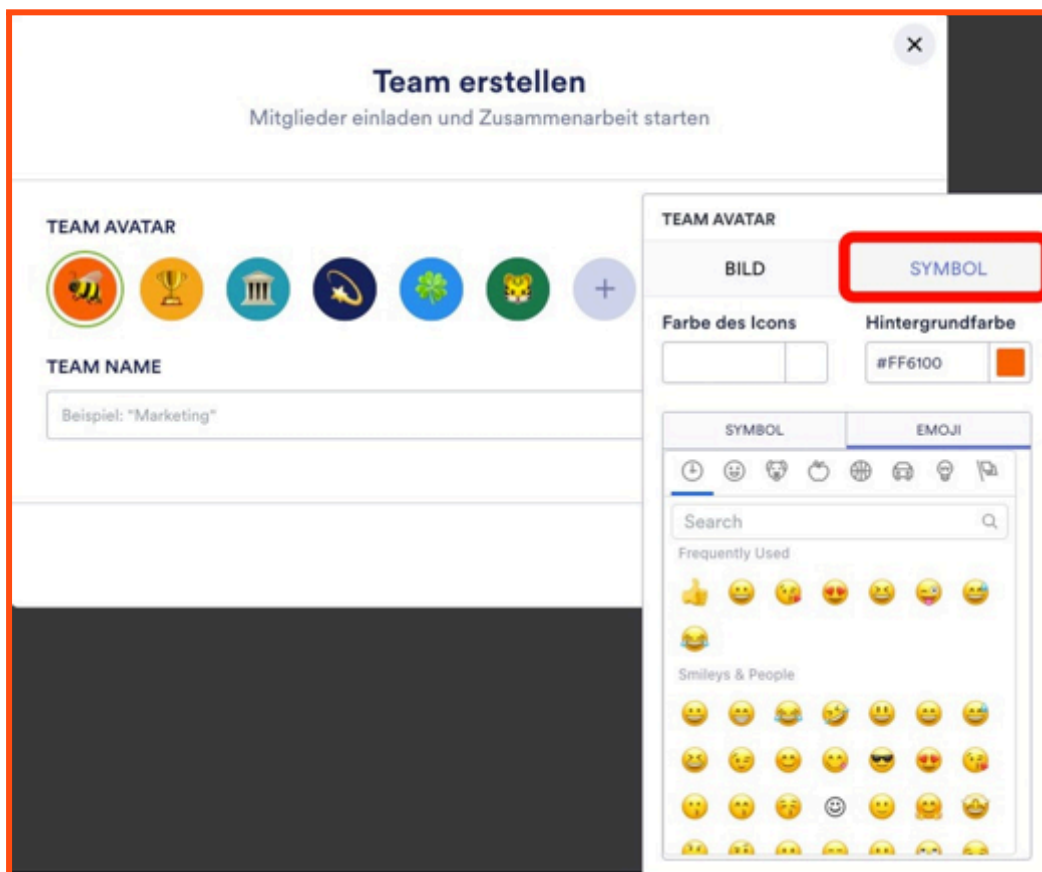 Team erstellen
Mitglieder einladen und Zusammenarbeit starten
TEAM AVATAR
TEAM NAME
Beispiel: "Marketing"
TEAM AVATAR
BILD
SYMBOL
Farbe des Icons
Hintergrundfarbe
#FF6100
SYMBOL
EMOJI
Search
Frequently Used
Smileys & People